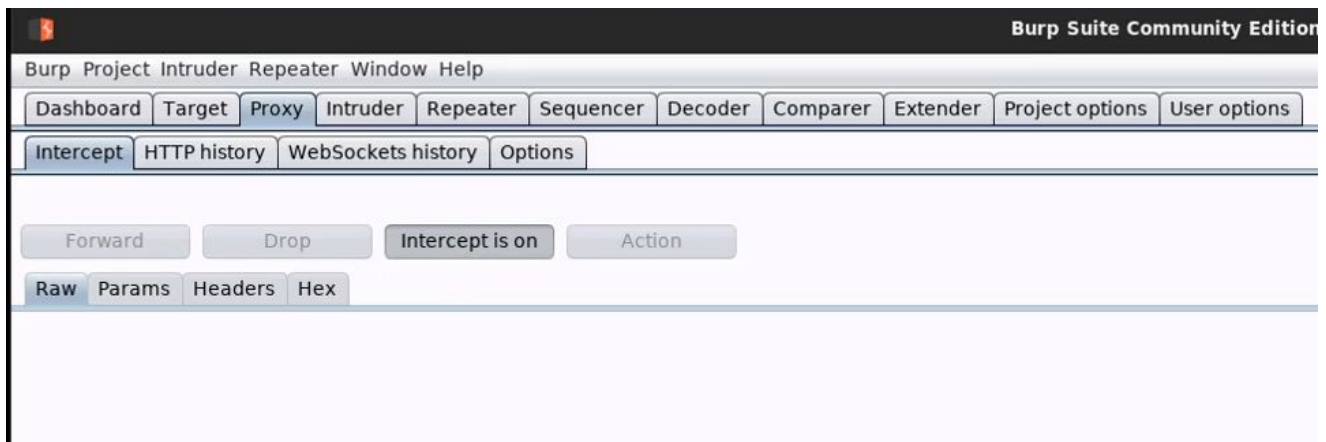 Burp Suite Community Edition
Burp Project Intruder Repeater Window Help
Dashboard Target Proxy Intruder Repeater Sequencer Decoder Comparer Extender Project options User options
Intercept HTTP history WebSockets history Options
Forward Drop Intercept is on Action
Raw Params Headers Hex